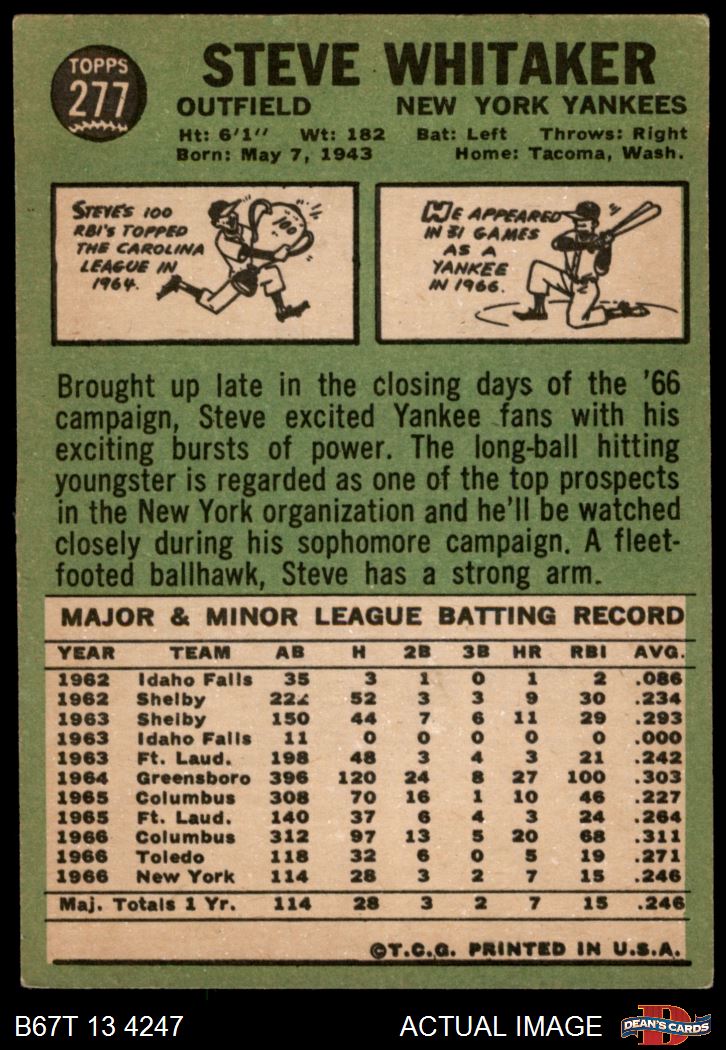 TOPPS
277
STEVE WHITAKER
OUTFIELD NEW YORK YANKEES
Ht: 6'1" Wt: 182 Bat: Left Throws: Right
Born: May 7, 1943 Home: Tacoma, Wash.
STEVE'S 100
RBI'S TOPPED
THE CAROLINA
LEAGUE IN
1964.
100
HE APPEARED
IN 31 GAMES
AS A
YANKEE
IN 1966.
Brought up late in the closing days of the '66
campaign, Steve excited Yankee fans with his
exciting bursts of power. The long-ball hitting
youngster is regarded as one of the top prospects
in the New York organization and he'll be watched
closely during his sophomore campaign. A fleet-
footed ballhawk, Steve has a strong arm.
MAJOR & MINOR LEAGUE BATTING RECORD
YEAR TEAM AB H 2B 3B HR RBI AVG.
1962 Idaho Falls 35 3 1 0 1 2 .086
1962 Shelby 222 52 3 3 9 30 .234
1963 Shelby 150 44 7 6 11 29 .293
1963 Idaho Falls 11 0 0 0 0 0 .000
1963 Ft. Laud. 198 48 3 4 3 21 .242
1964 Greensboro 396 120 24 8 27 100 .303
1965 Columbus 308 70 16 1 10 46 .227
1965 Ft. Laud. 140 37 6 4 3 24 .264
1966 Columbus 312 97 13 5 20 68 .311
1966 Toledo 118 32 6 0 5 19 .271
1966 New York 114 28 3 2 7 15 .246
Maj. Totals 1 Yr. 114 28 3 2 7 15 .246
©T.C.G. PRINTED IN U.S.A.
B67T 13 4247 ACTUAL IMAGE
D
DEAN'S CARDS